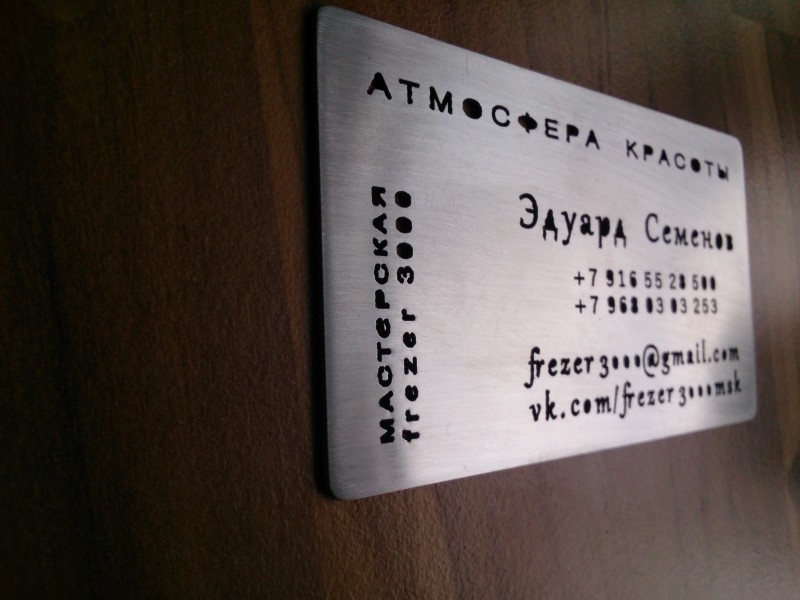 АТМОСФЕРА КРАСОТЫ
Эдуард Семенов
+7 916 55 28 500
+7 968 03 03 253
frezer3000@gmail.com
vk.com/frezer3000msk
МАСТЕРСКАЯ
frezer 3000